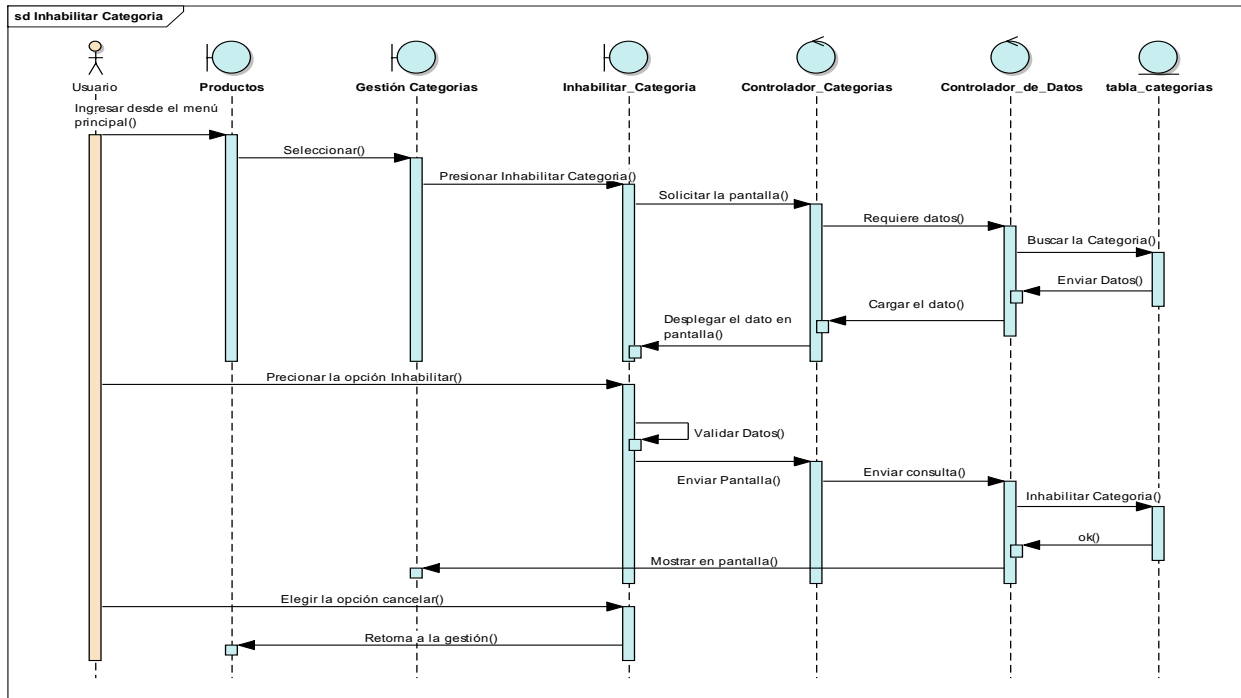 sd Inhabilitar Categoria
Usuario
Productos
Gestión Categorias
Inhabilitar_Categoria
Controlador_Categorias
Controlador_de_Datos
tabla_categorias
Ingresar desde el menú
principal()
Seleccionar()
Presionar Inhabilitar Categoria()
Solicitar la pantalla()
Requiere datos()
Buscar la Categoria()
Enviar Datos()
Cargar el dato()
Desplegar el dato en
pantalla()
Precionar la opción Inhabilitar()
Validar Datos()
Enviar Pantalla()
Enviar consulta()
Inhabilitar Categoria()
ok()
Mostrar en pantalla()
Elegir la opción cancelar()
Retorna a la gestión()